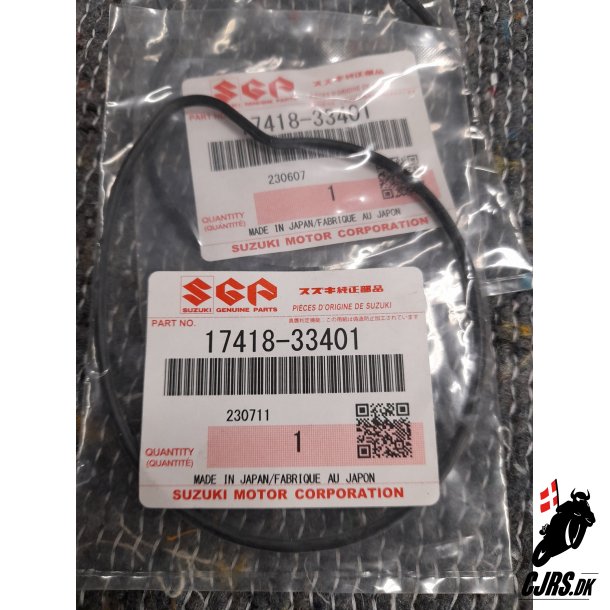 SGP スズキ純正部品
GENUINE PARTS
PART NO.
17418-33401
230607
1
QUANTITY
(QUANTITÉ)
MADE IN JAPAN/FABRIQUE AU JAPON
SUZUKI MOTOR CORPORATION
SGP スズキ純正部品
SUZUKI GENUINE PARTS PIÈCES D'ORIGINE DE SUZUKI
PART NO.
17418-33401
230711
1
QUANTITY
(QUANTITÉ)
MADE IN JAPAN/FABRIQUE AU JAPON
SUZUKI MOTOR CORPORATION
CJRS.DK